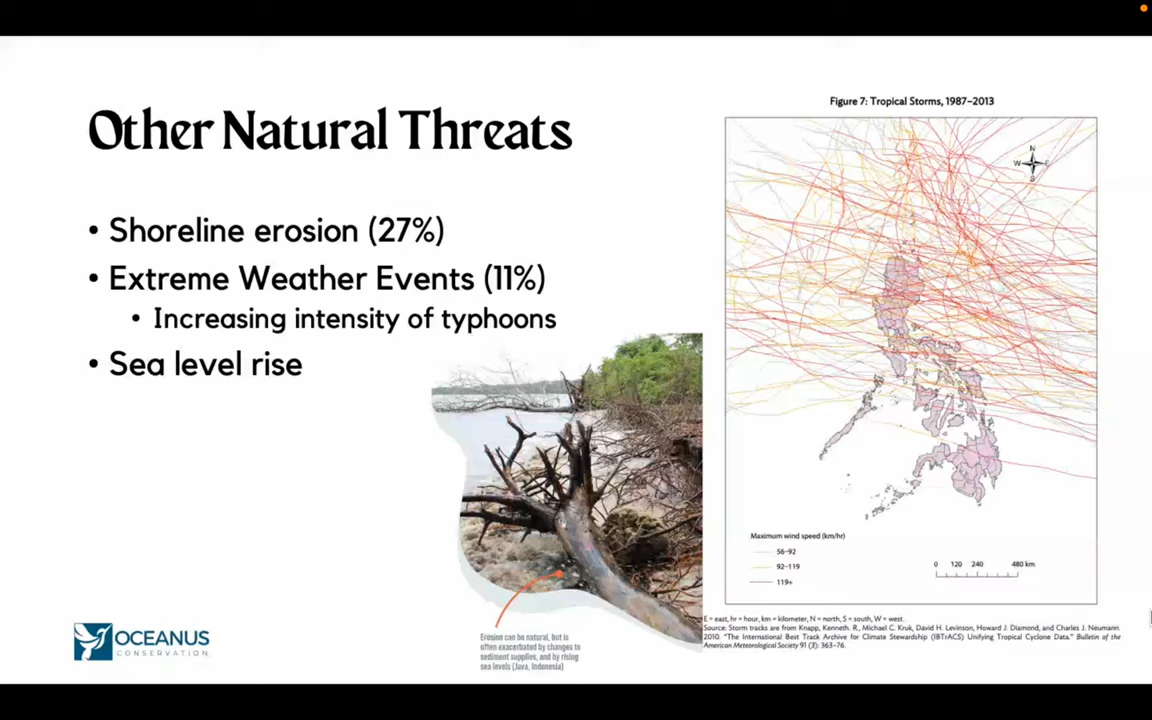 Other Natural Threats
• Shoreline erosion (27%)
• Extreme Weather Events (11%)
• Increasing intensity of typhoons
• Sea level rise
Erosion can be natural, but is
often exacerbated by changes to
sediment supplies, and by rising
sea levels (Java, Indonesia)
OCEANUS
CONSERVATION
Figure 7: Tropical Storms, 1987–2013
N
W E
S
Maximum wind speed (km/hr)
56–92
92–119
119+
0 120 240 480 km
E = east, hr = hour, km = kilometer, N = north, S = south, W = west.
Source: Storm tracks are from Knapp, Kenneth. R., Michael C. Kruk, David H. Levinson, Howard J. Diamond, and Charles J. Neumann.
2010. “The International Best Track Archive for Climate Stewardship (IBTrACS) Unifying Tropical Cyclone Data.” Bulletin of the
American Meteorological Society 91 (3): 363–76.